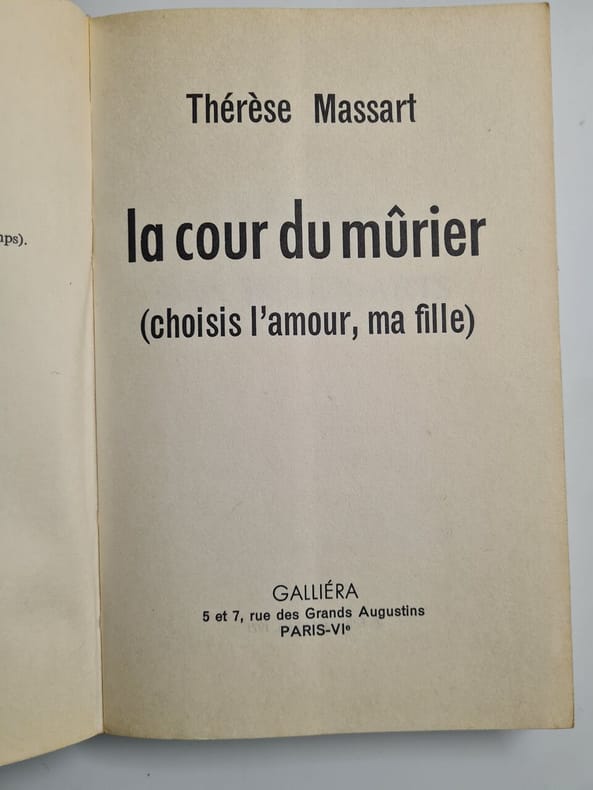 Thérèse Massart
la cour du mûrier
(choisis l'amour, ma fille)
GALLIÉRA
5 et 7, rue des Grands Augustins
PARIS-VIᵉ